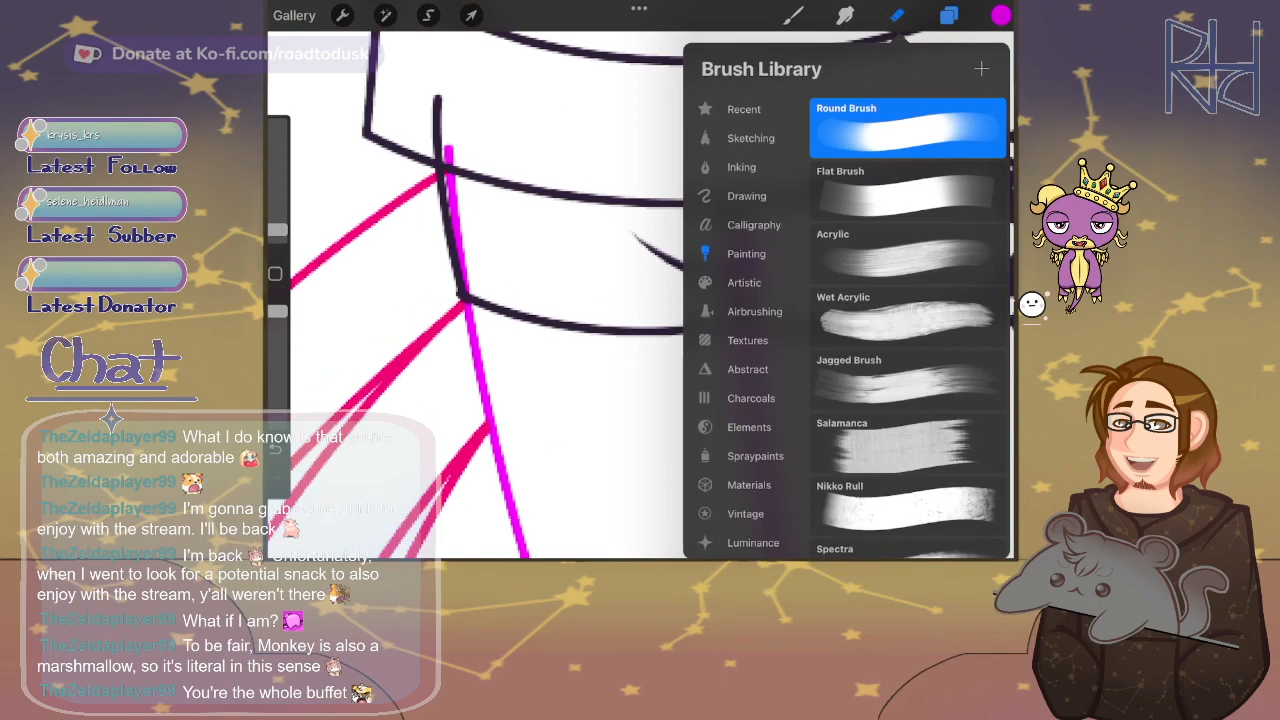 Gallery
Donate at Ko-fi.com/roadtodusk
krysis_krs
Latest Follow
Latest Subber
Latest Donator
Chat
TheZeldaplayer99 What I do know is that you're
both amazing and adorable
TheZeldaplayer99
TheZeldaplayer99 I'm gonna
enjoy with the stream. I'll be back
TheZeldaplayer99 I'm back Unfortunately,
when I went to look for a potential snack to also
enjoy with the stream, y'all weren't there
TheZeldaplayer99 What if I am?
TheZeldaplayer99 To be fair, Monkey is also a
marshmallow, so it's literal in this sense
TheZeldaplayer99 You're the whole buffet
Brush Library
Recent
Sketching
Inking
Drawing
Calligraphy
Painting
Artistic
Airbrushing
Textures
Abstract
Charcoals
Elements
Spraypaints
Materials
Vintage
Luminance
Round Brush
Flat Brush
Acrylic
Wet Acrylic
Jagged Brush
Salamanca
Nikko Rull
Spectra